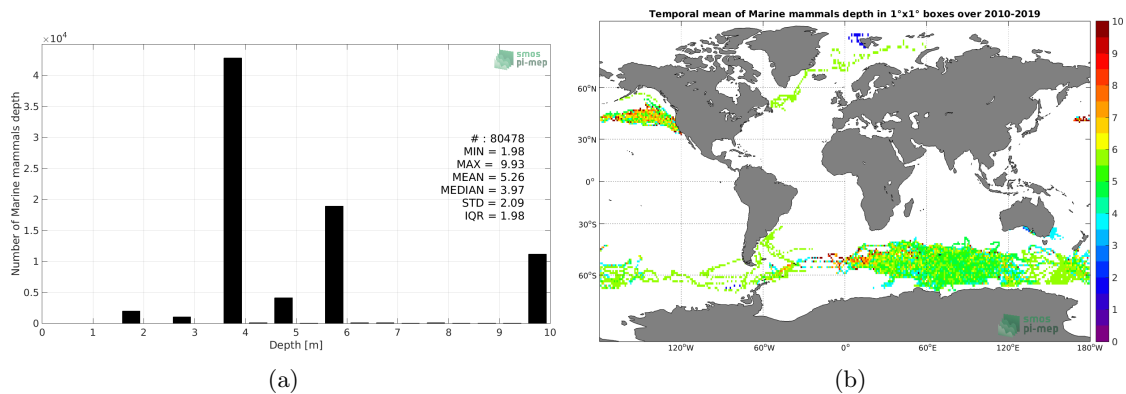 ×10⁴
4
3.5
3
2.5
2
1.5
1
0.5
0
Number of Marine mammals depth
smos
pi-mep
# : 80478
MIN = 1.98
MAX = 9.93
MEAN = 5.26
MEDIAN = 3.97
STD = 2.09
IQR = 1.98
0 1 2 3 4 5 6 7 8 9 10
Depth [m]
(a)
Temporal mean of Marine mammals depth in 1°x1° boxes over 2010-2019
60°N
30°N
0°
30°S
60°S
120°W 60°W 0° 60°E 120°E 180°W
smos
pi-mep
10
9
8
7
6
5
4
3
2
1
0
(b)